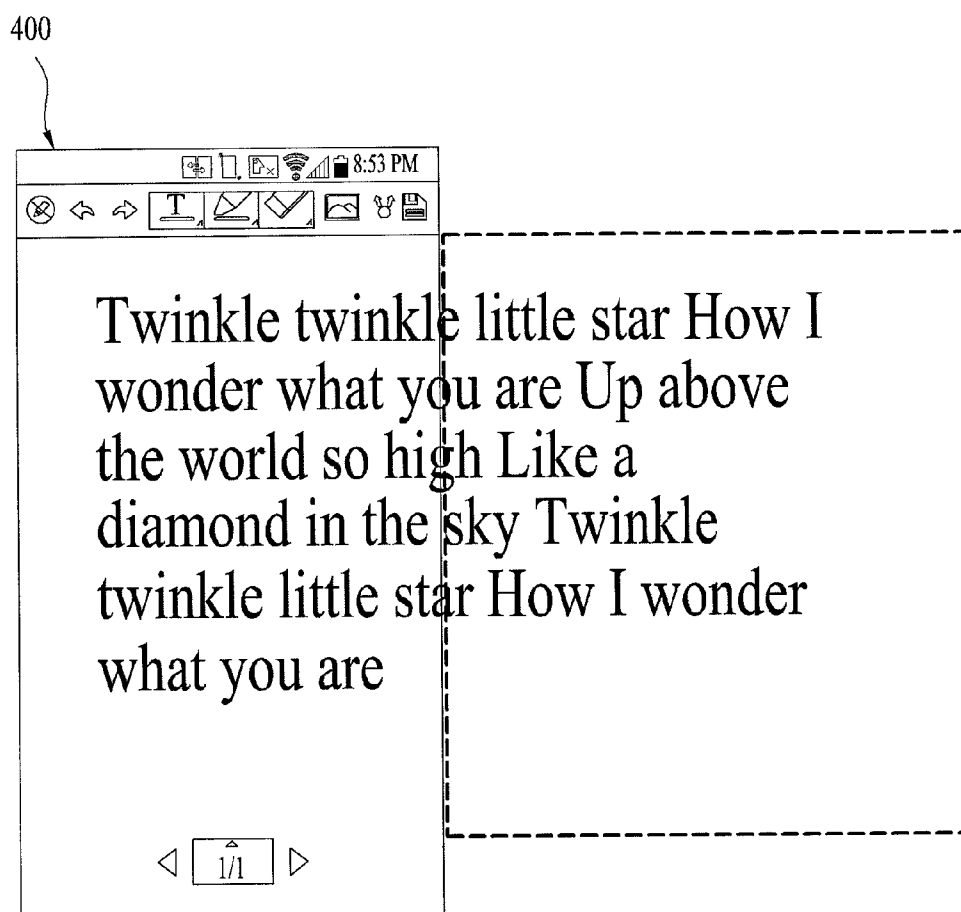 400
8:53 PM
T
Twinkle twinkle little star How I
wonder what you are Up above
the world so high Like a
diamond in the sky Twinkle
twinkle little star How I wonder
what you are
1/1